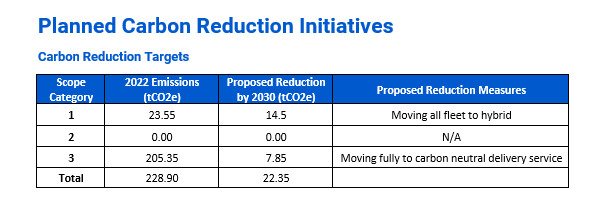 Planned Carbon Reduction Initiatives
Carbon Reduction Targets
Scope Category 2022 Emissions (tCO2e) Proposed Reduction by 2030 (tCO2e) Proposed Reduction Measures
1 23.55 14.5 Moving all fleet to hybrid
2 0.00 0.00 N/A
3 205.35 7.85 Moving fully to carbon neutral delivery service
Total 228.90 22.35